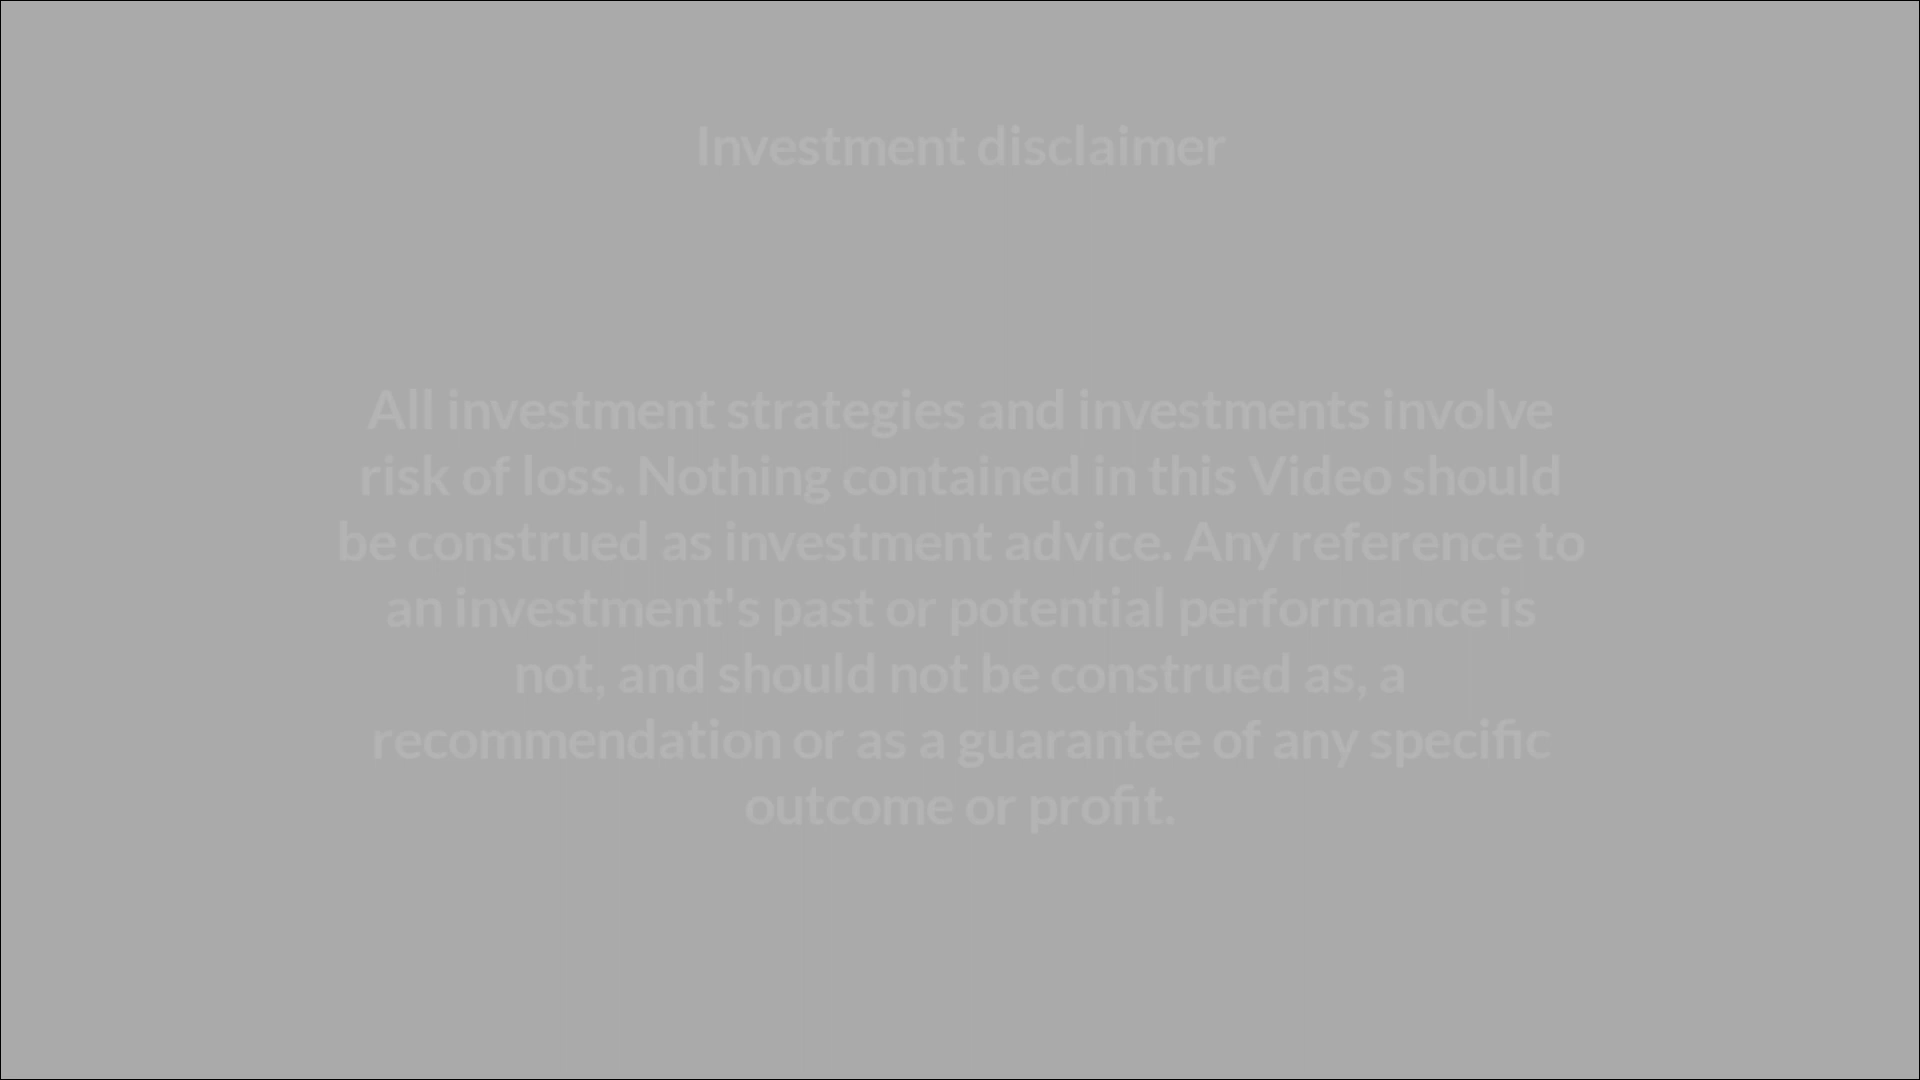 Investment disclaimer
All investment strategies and investments involve
risk of loss. Nothing contained in this Video should
be construed as investment advice. Any reference to
an investment's past or potential performance is
not, and should not be construed as, a
recommendation or as a guarantee of any specific
outcome or profit.